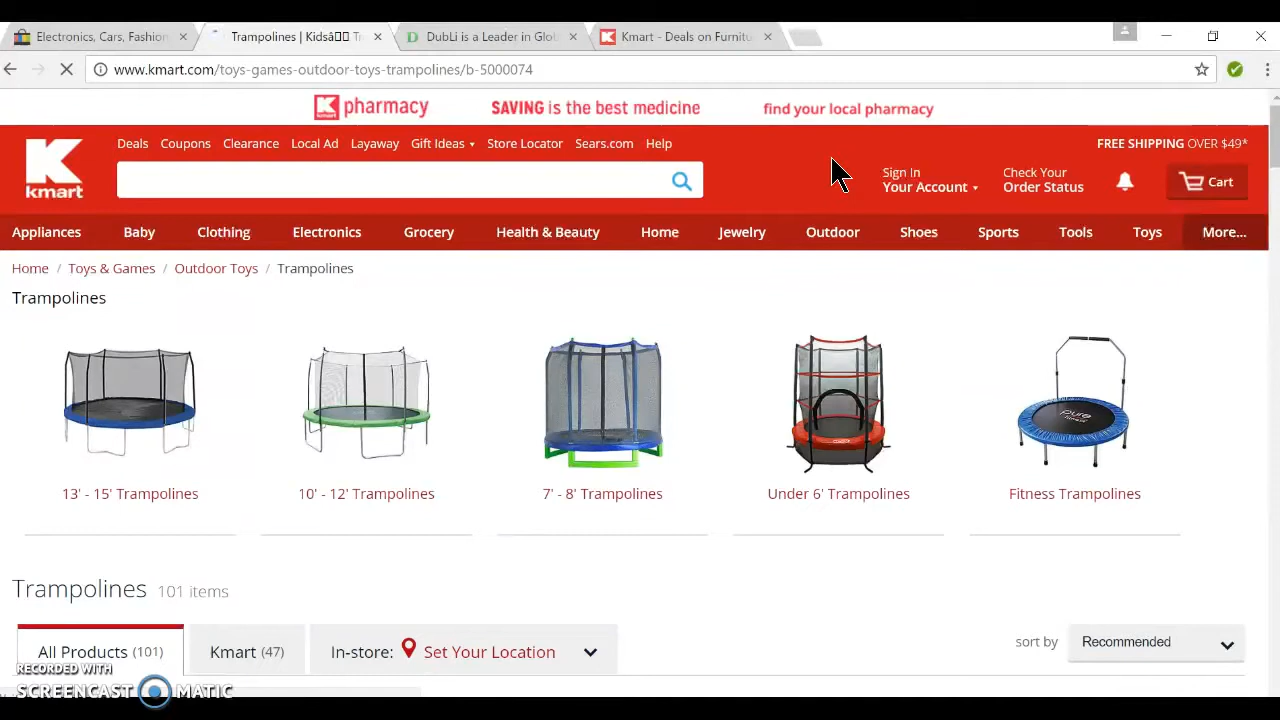 Electronics, Cars, Fashion
Trampolines | Kidsâ
DubLi is a Leader in Glob
Kmart - Deals on Furnitu
www.kmart.com/toys-games-outdoor-toys-trampolines/b-5000074
K pharmacy SAVING is the best medicine find your local pharmacy
Deals Coupons Clearance Local Ad Layaway Gift Ideas Store Locator Sears.com Help FREE SHIPPING OVER $49*
kmart
Sign In
Your Account
Check Your
Order Status
Cart
Appliances Baby Clothing Electronics Grocery Health & Beauty Home Jewelry Outdoor Shoes Sports Tools Toys More...
Home / Toys & Games / Outdoor Toys / Trampolines
Trampolines
pure
fitness
13' - 15' Trampolines 10' - 12' Trampolines 7' - 8' Trampolines Under 6' Trampolines Fitness Trampolines
Trampolines 101 items
sort by Recommended
All Products (101) Kmart (47) In-store: Set Your Location
RECORDED WITH
SCREENCAST MATIC